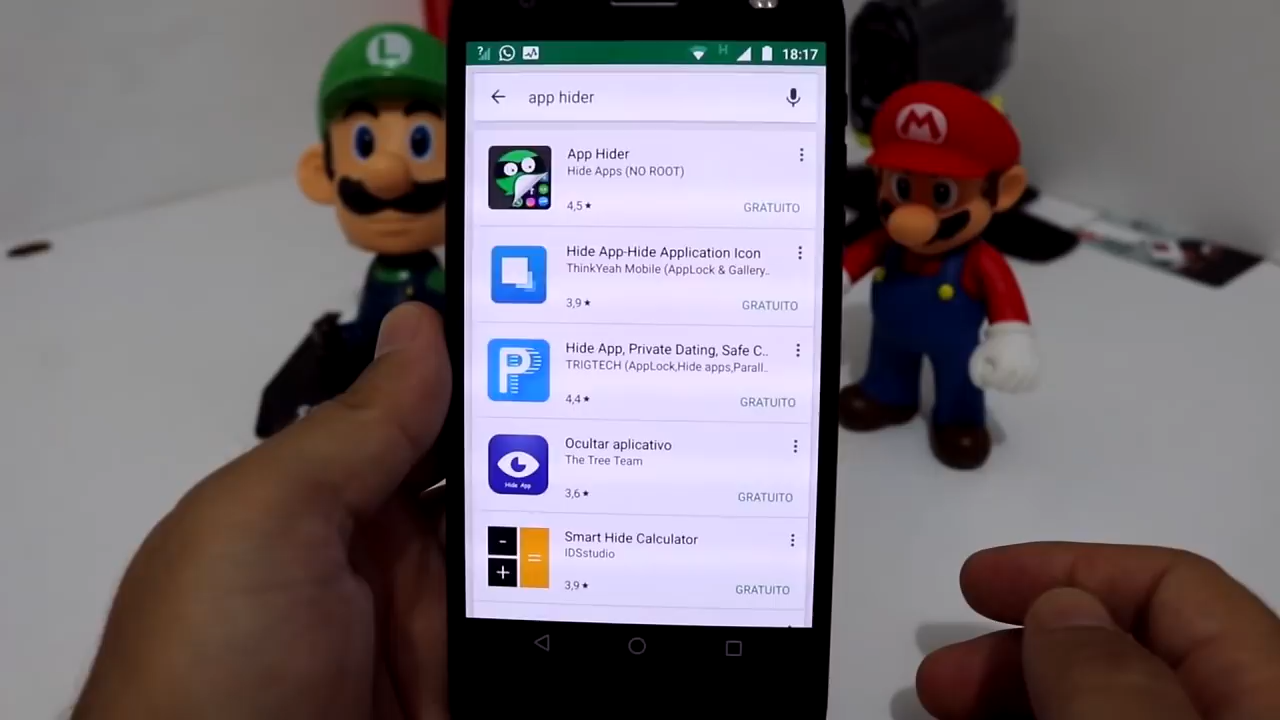 L
M
? H 18:17
app hider
App Hider
Hide Apps (NO ROOT)
4,5★ GRATUITO
Hide App-Hide Application Icon
ThinkYeah Mobile (AppLock & Gallery..
3,9★ GRATUITO
P
Hide App, Private Dating, Safe C..
TRIGTECH (AppLock,Hide apps,Parall..
4,4★ GRATUITO
Hide App
Ocultar aplicativo
The Tree Team
3,6★ GRATUITO
- + =
Smart Hide Calculator
IDSstudio
3,9★ GRATUITO